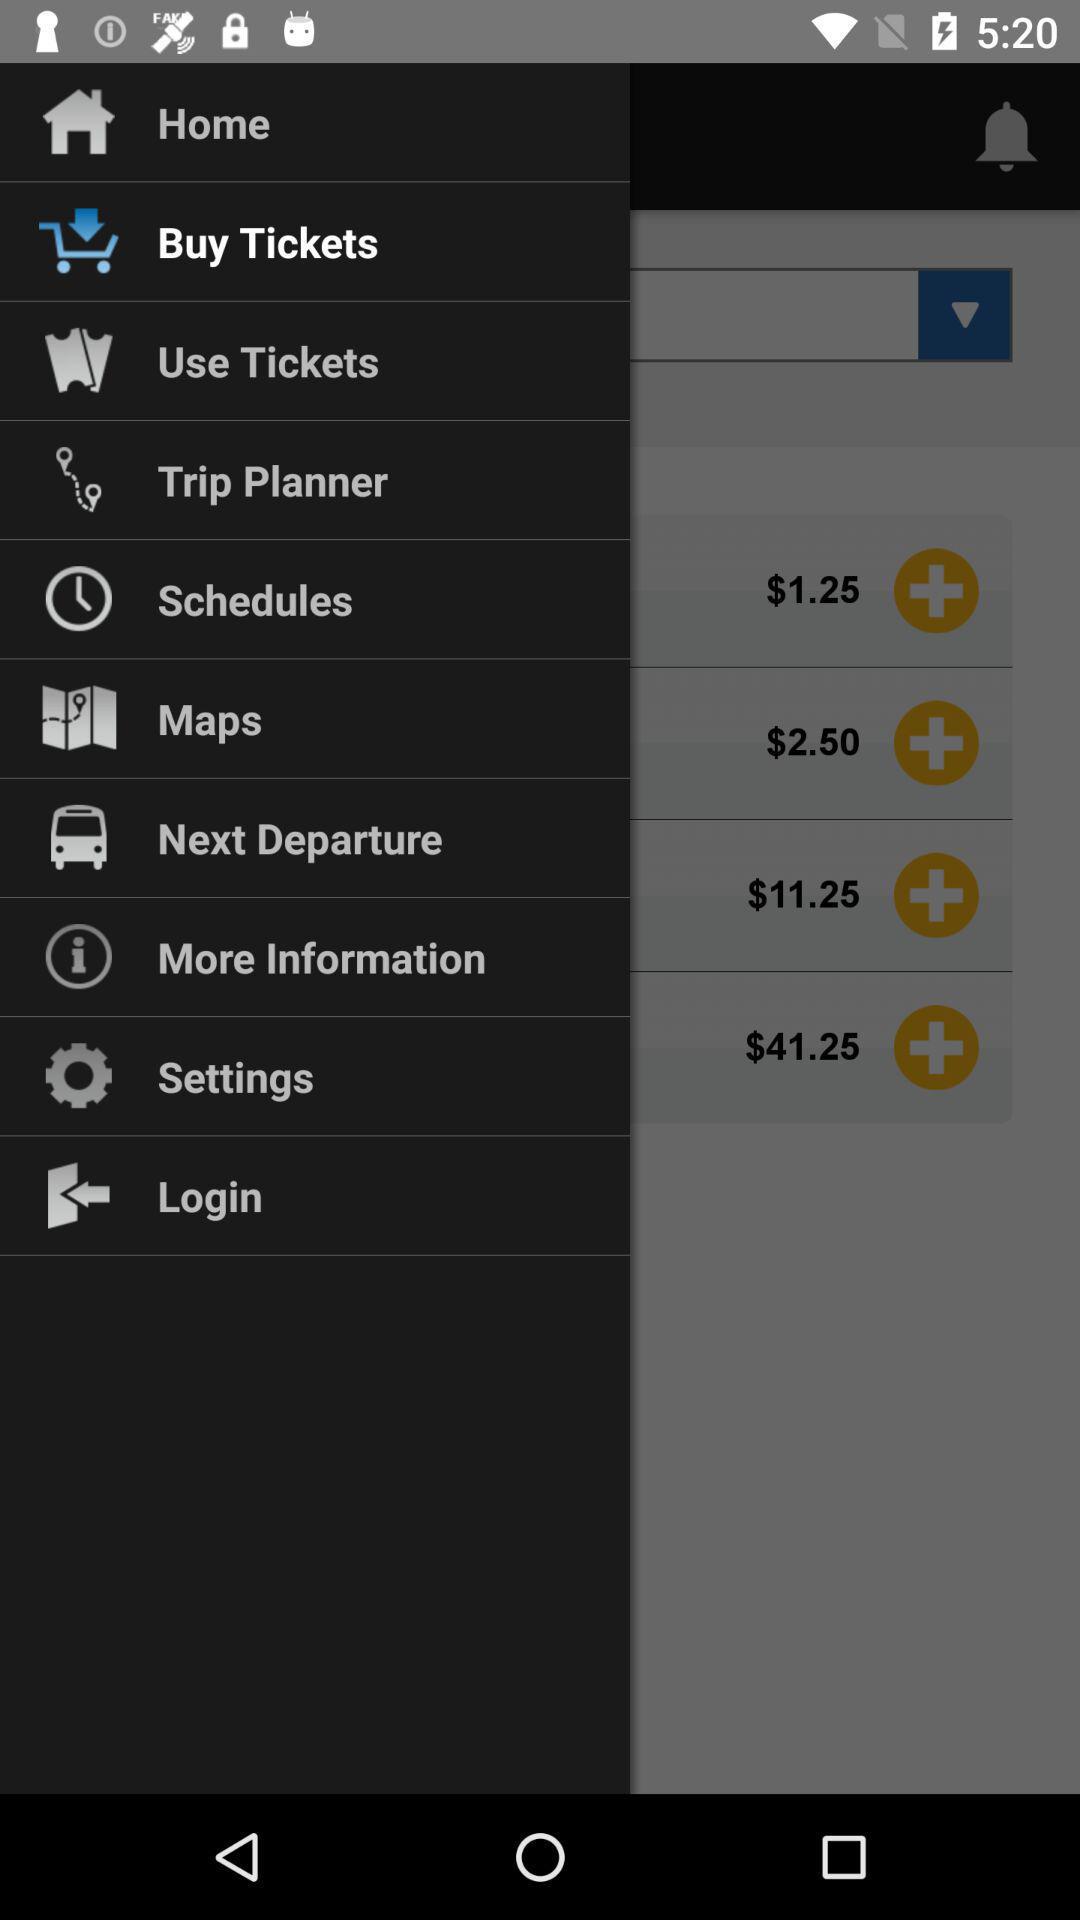 FAKE
5:20
Home
Buy Tickets
Use Tickets
Trip Planner
Schedules
$1.25
Maps
$2.50
Next Departure
$11.25
More Information
$41.25
Settings
Login